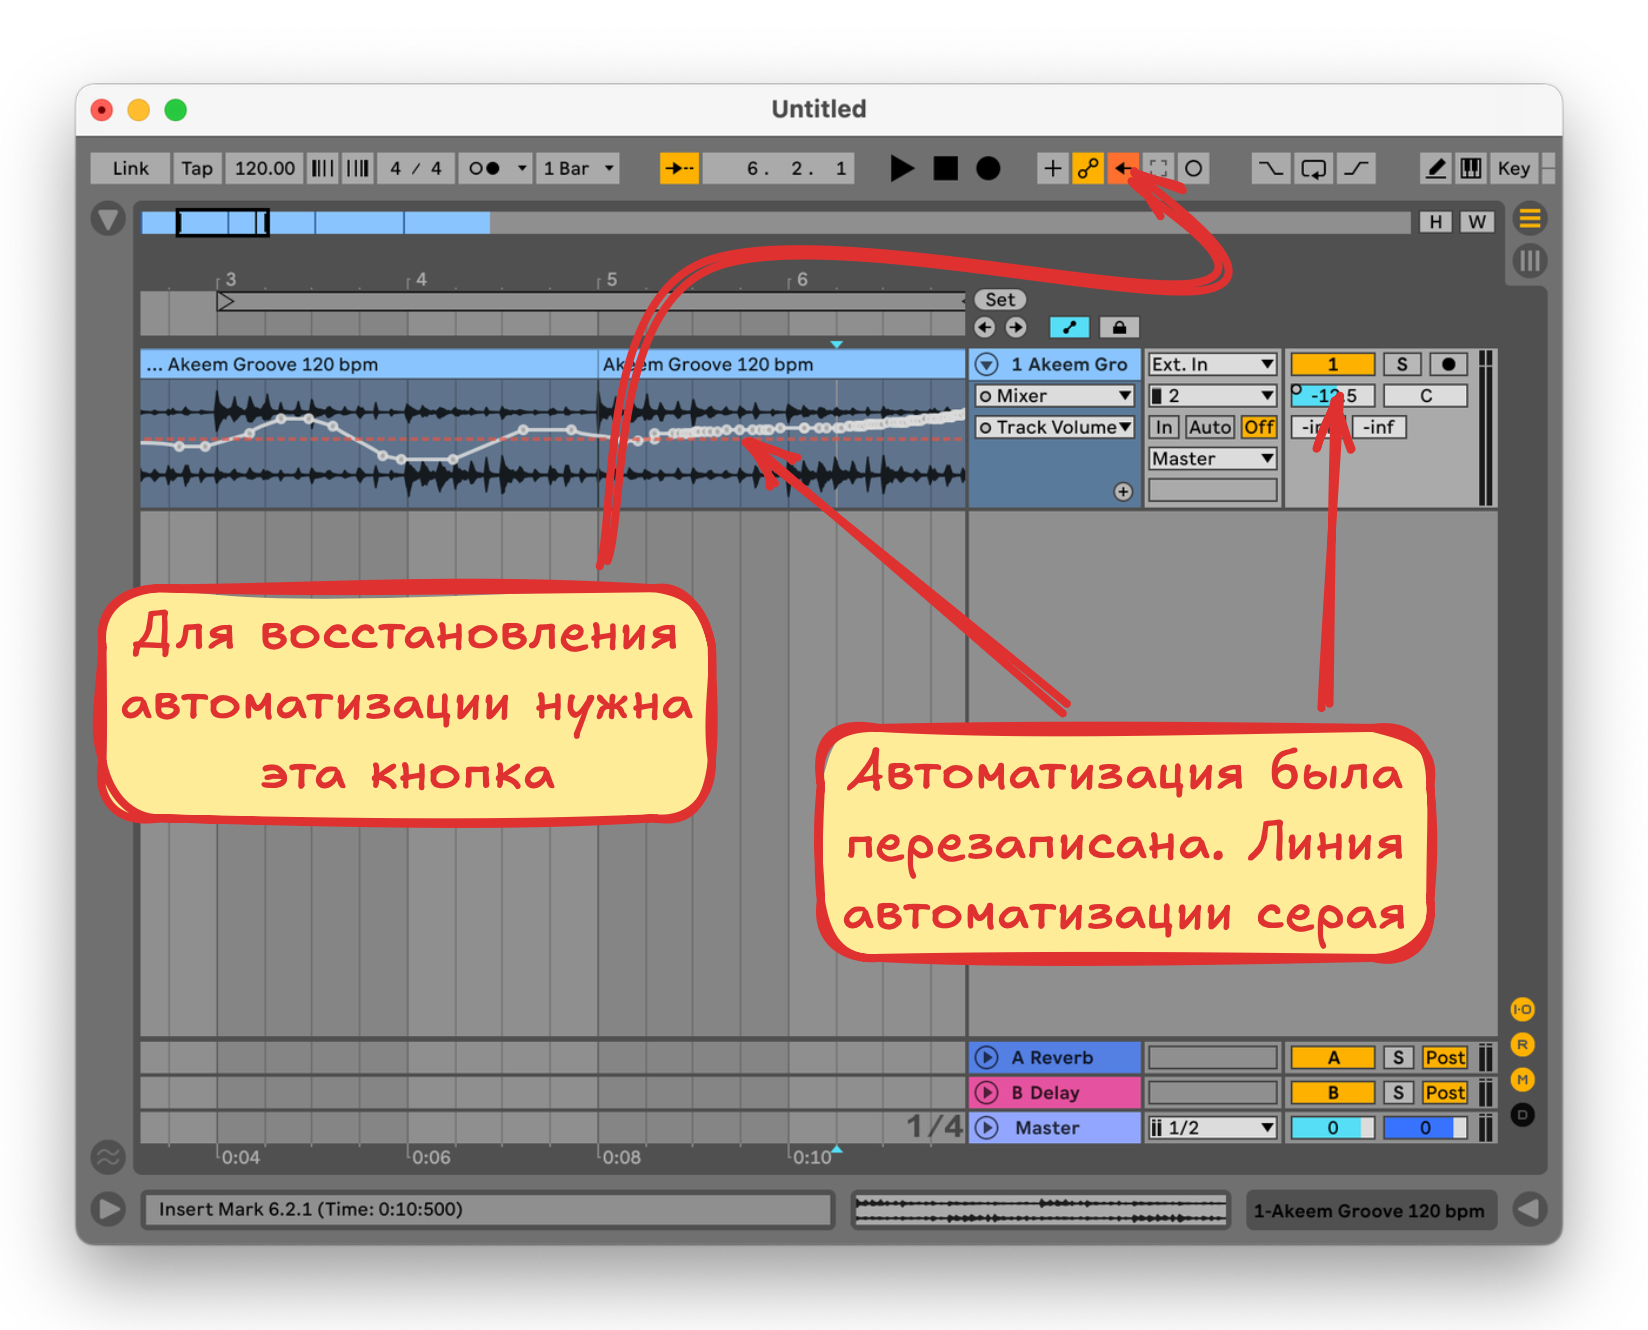 Untitled
Link Tap 120.00 4 / 4 1 Bar 6. 2. 1 Key
H W
3 4 5 6
Set
... Akeem Groove 120 bpm Akeem Groove 120 bpm 1 Akeem Gro Ext. In 1 S
Mixer 2 -12.5 C
Track Volume In Auto Off -inf -inf
Master
Для восстановления
автоматизации нужна
эта кнопка
Автоматизация была
перезаписана. Линия
автоматизации серая
I-O
R
M
D
A Reverb A S Post
B Delay B S Post
1/4 Master 1/2 0 0
0:04 0:06 0:08 0:10
Insert Mark 6.2.1 (Time: 0:10:500) 1-Akeem Groove 120 bpm